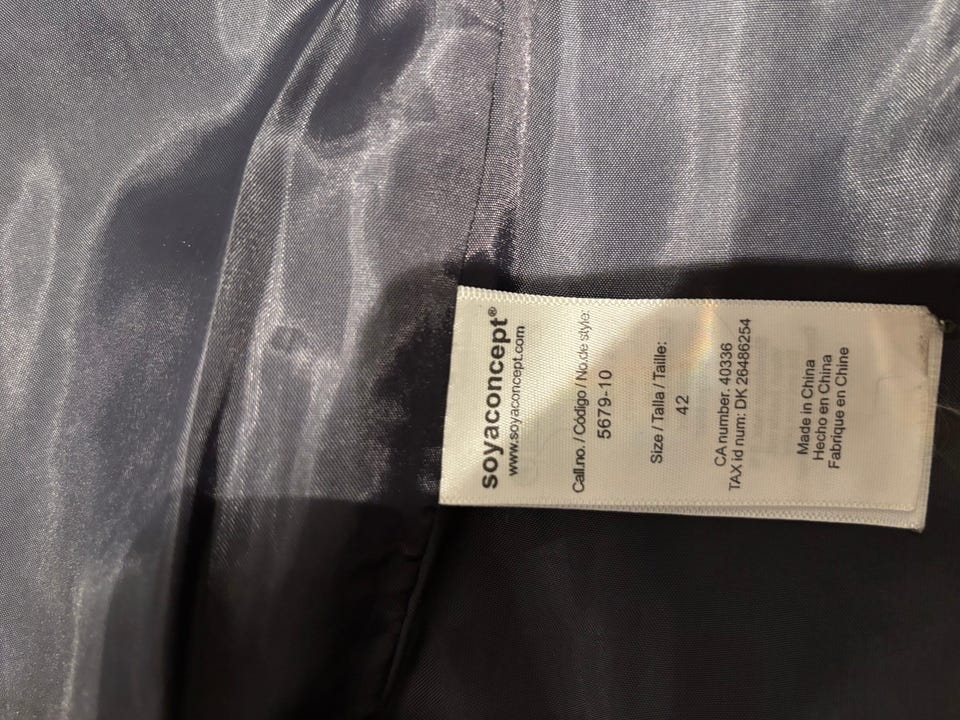 soyaconcept®
www.soyaconcept.com
Call.no. / Código / No.de style:
5679-10
Size / Talla / Taille:
42
CA number. 40336
TAX id num: DK 26486254
Made in China
Hecho en China
Fabrique en Chine